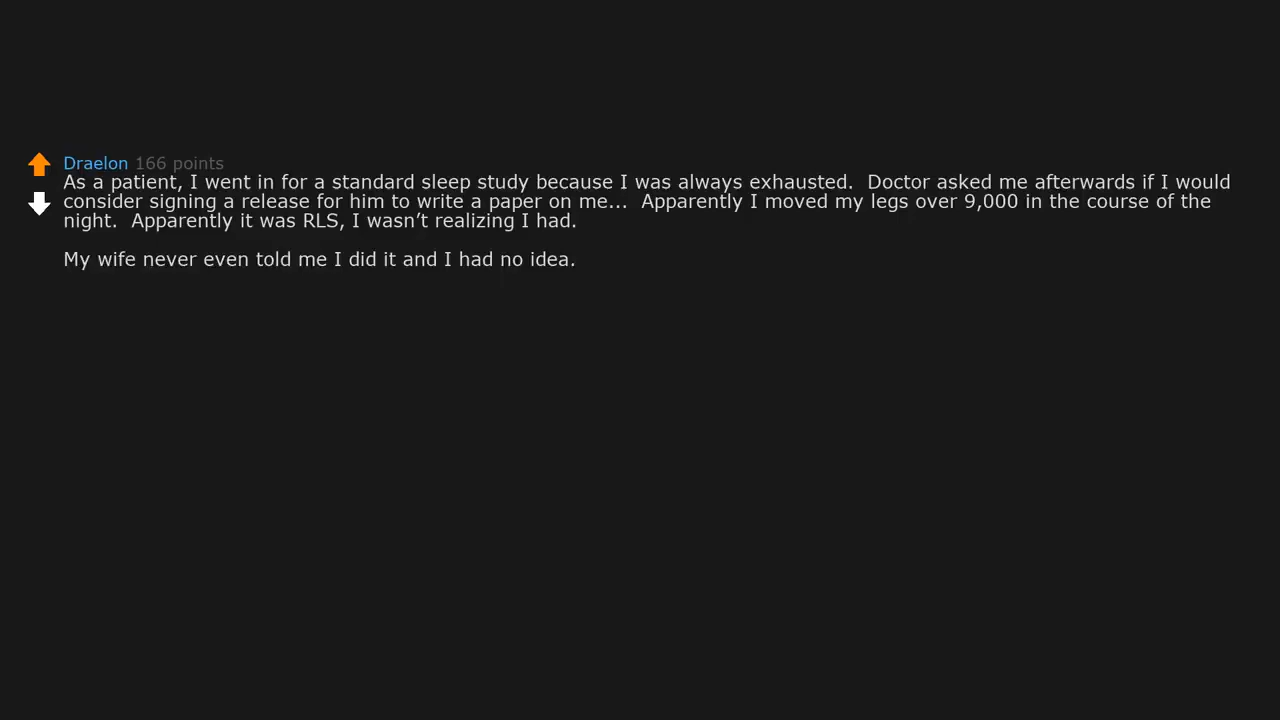 Draelon 166 points
As a patient, I went in for a standard sleep study because I was always exhausted.  Doctor asked me afterwards if I would
consider signing a release for him to write a paper on me...  Apparently I moved my legs over 9,000 in the course of the
night.  Apparently it was RLS, I wasn’t realizing I had.
My wife never even told me I did it and I had no idea.